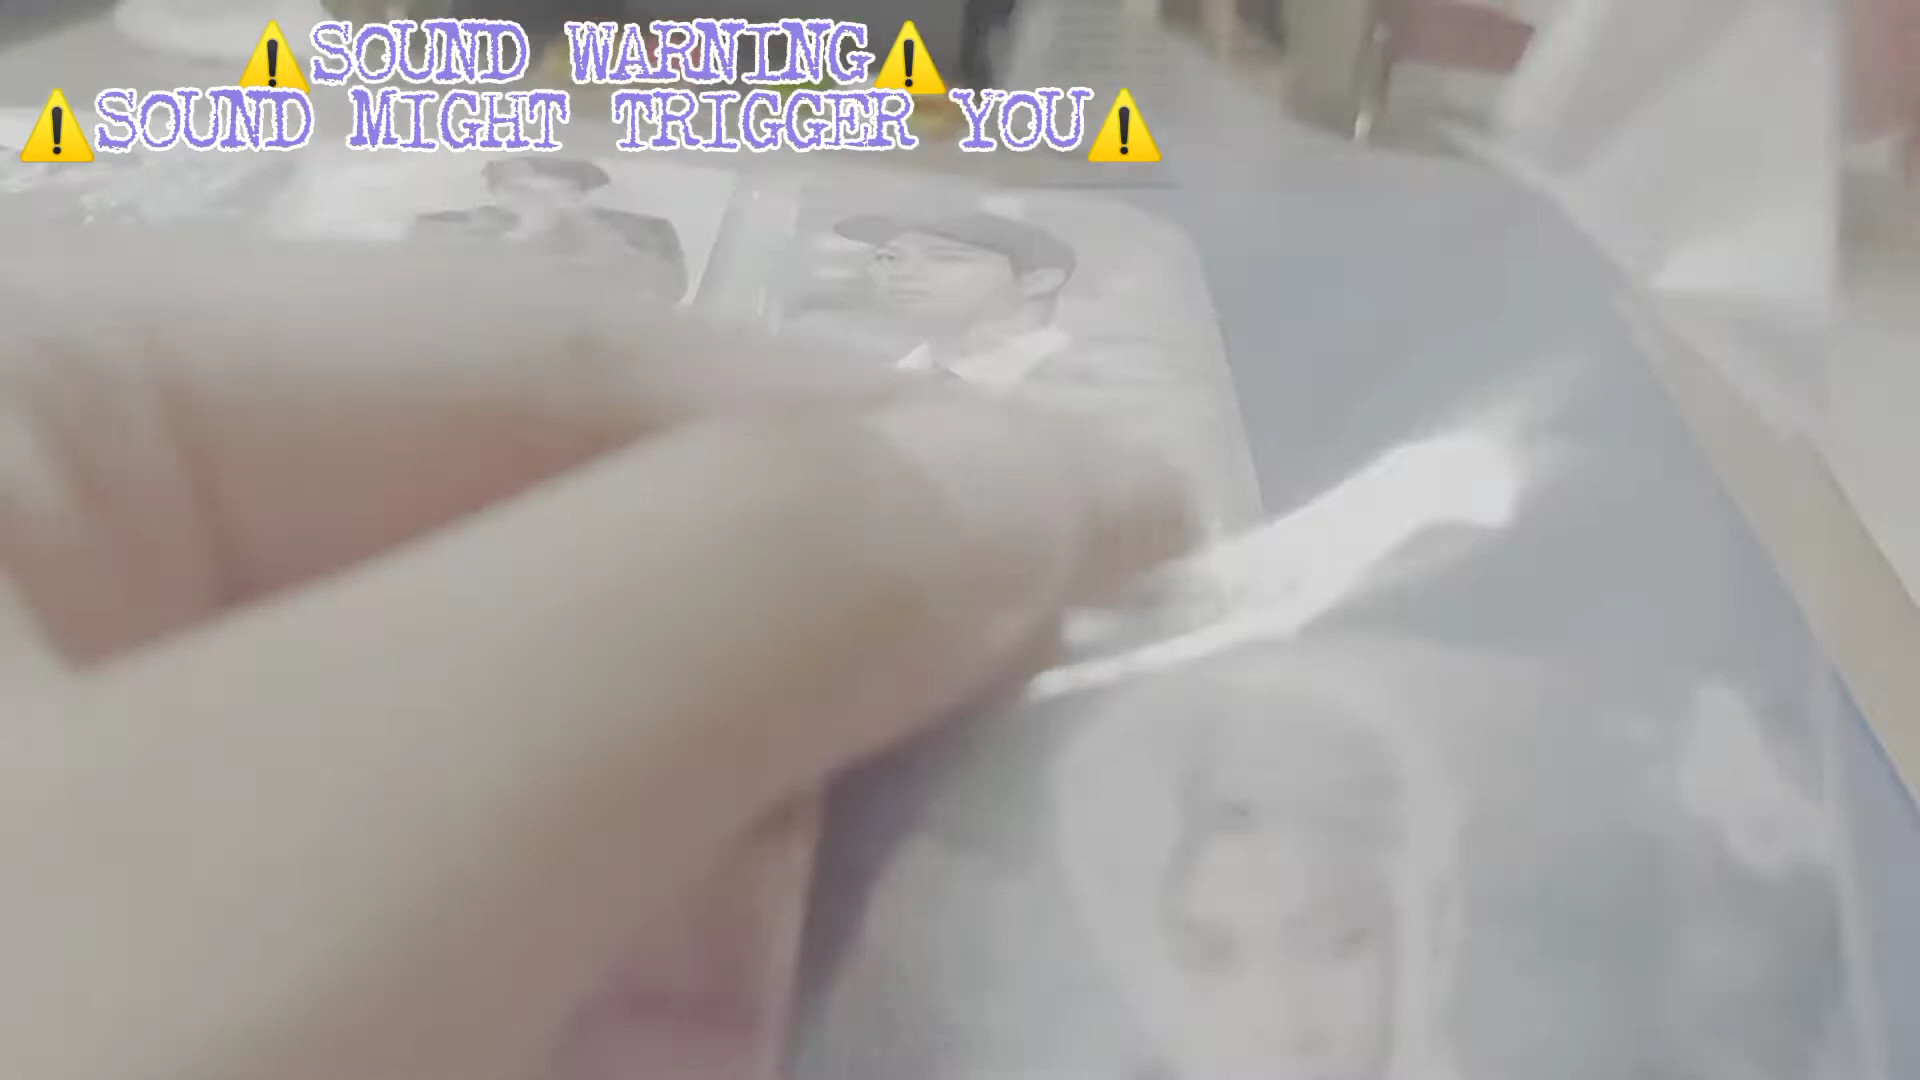 ⚠️SOUND WARNING⚠️
⚠️SOUND MIGHT TRIGGER YOU⚠️